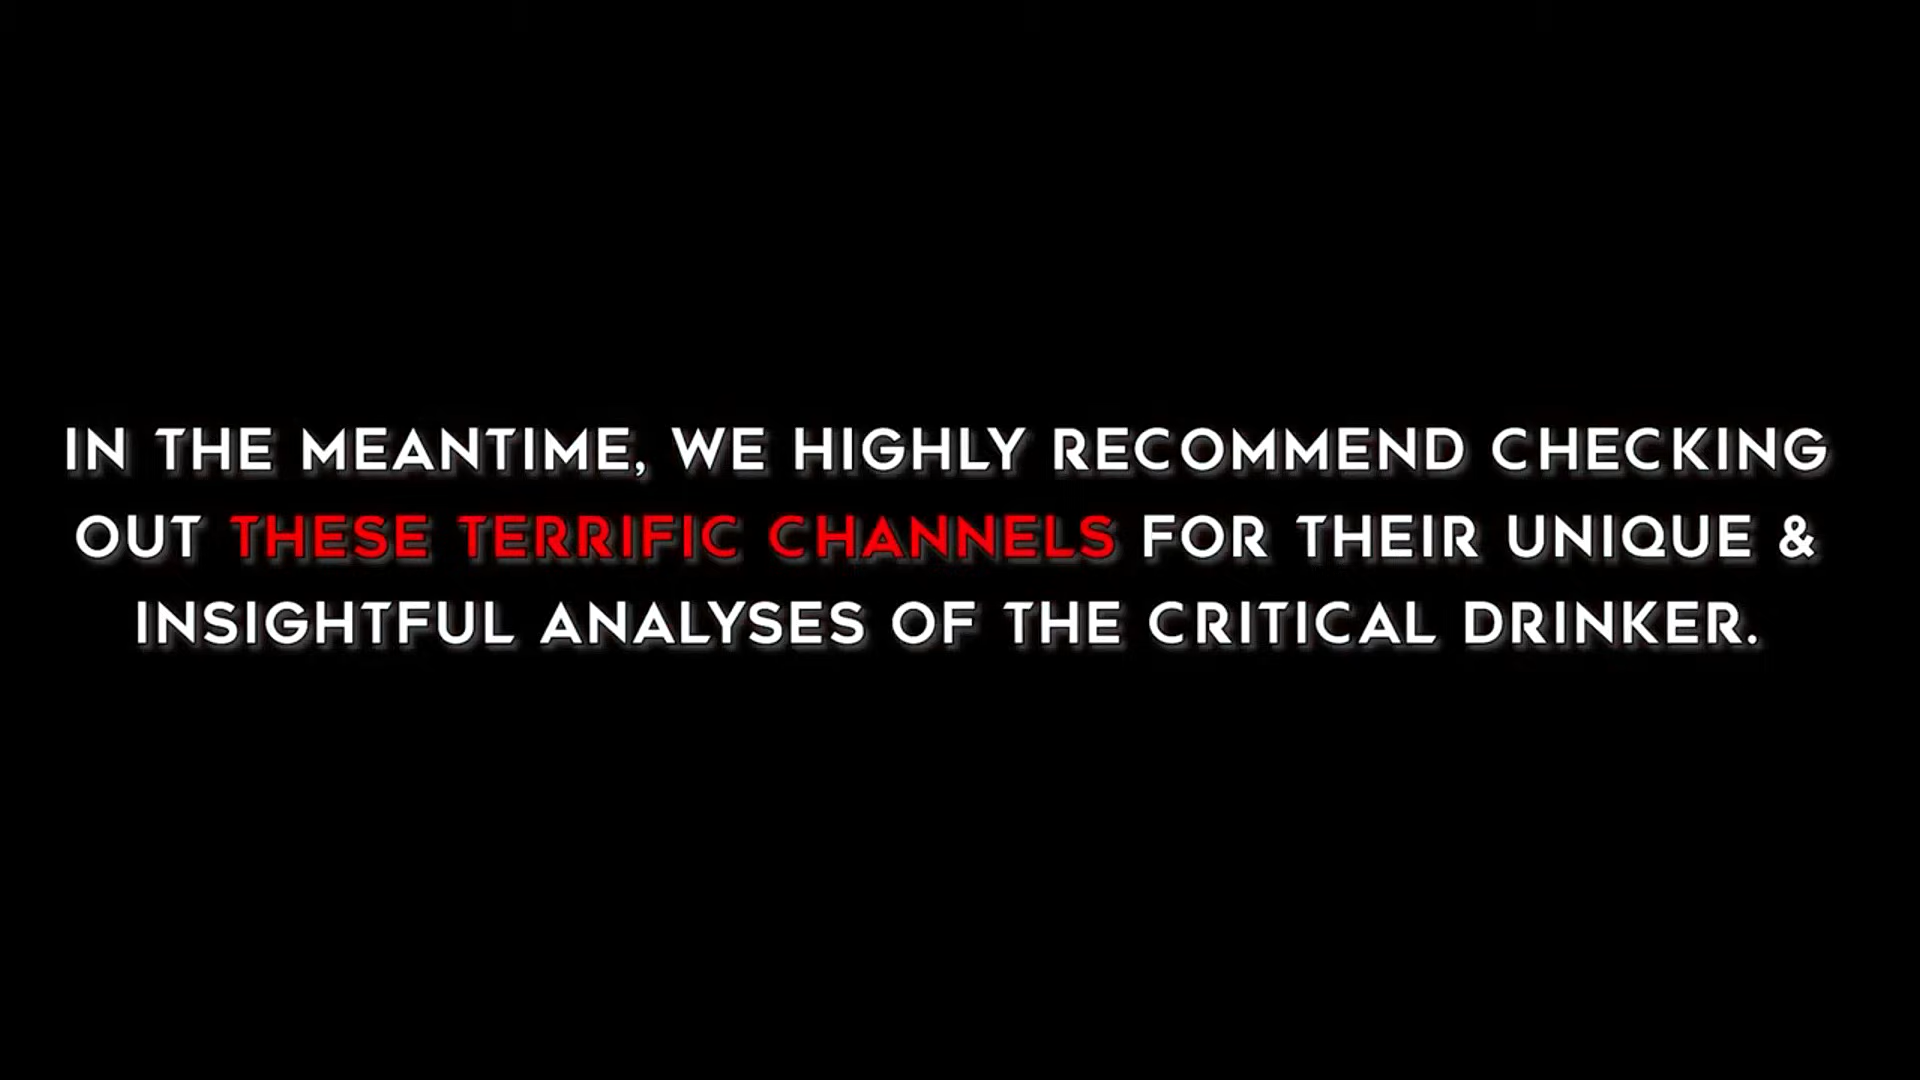 IN THE MEANTIME, WE HIGHLY RECOMMEND CHECKING
OUT THESE TERRIFIC CHANNELS FOR THEIR UNIQUE &
INSIGHTFUL ANALYSES OF THE CRITICAL DRINKER.